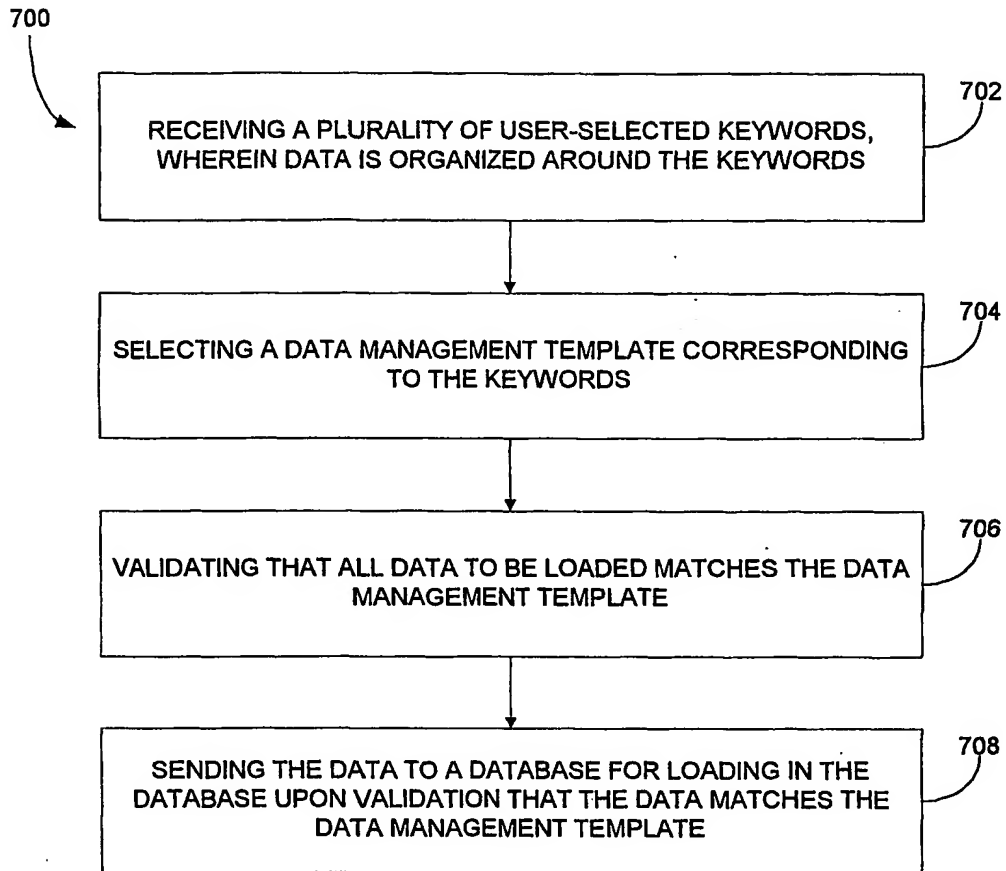 700
702
RECEIVING A PLURALITY OF USER-SELECTED KEYWORDS,
WHEREIN DATA IS ORGANIZED AROUND THE KEYWORDS
704
SELECTING A DATA MANAGEMENT TEMPLATE CORRESPONDING
TO THE KEYWORDS
706
VALIDATING THAT ALL DATA TO BE LOADED MATCHES THE DATA
MANAGEMENT TEMPLATE
708
SENDING THE DATA TO A DATABASE FOR LOADING IN THE
DATABASE UPON VALIDATION THAT THE DATA MATCHES THE
DATA MANAGEMENT TEMPLATE